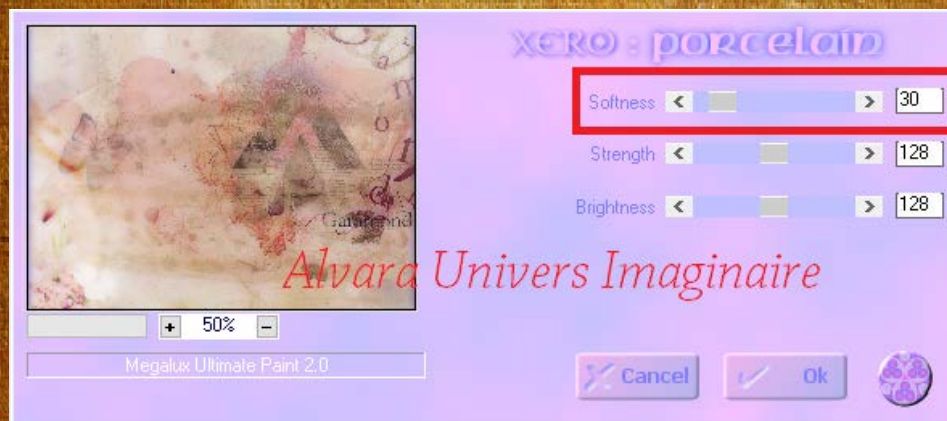 XERO : PORCELAIN
Softness 30
Strength 128
Brightness 128
Garamond
Alvara Univers Imaginaire
+ 50% -
Megalux Ultimate Paint 2.0
Cancel Ok